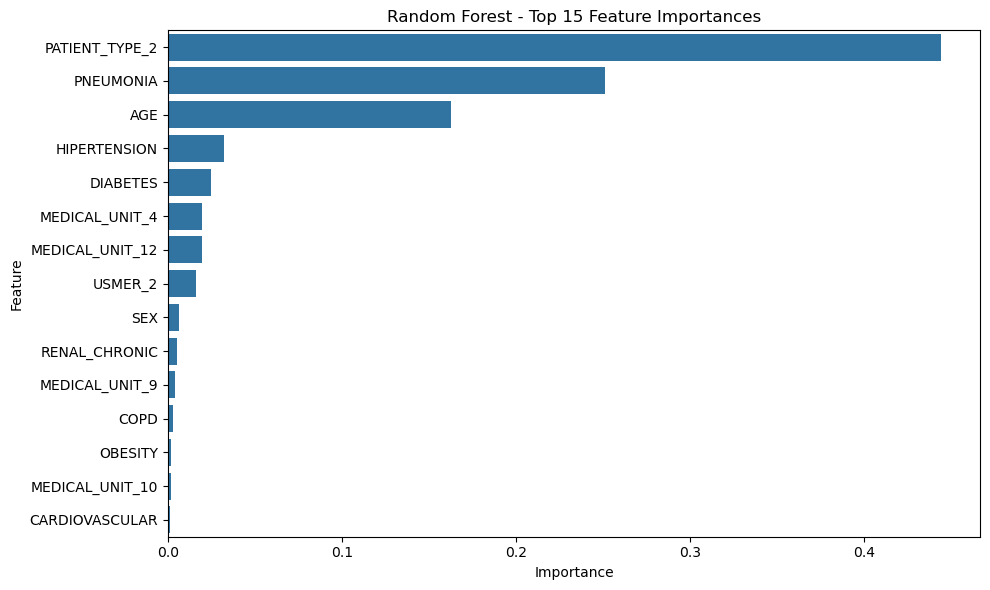 Random Forest - Top 15 Feature Importances
PATIENT_TYPE_2
PNEUMONIA
AGE
HIPERTENSION
DIABETES
MEDICAL_UNIT_4
MEDICAL_UNIT_12
USMER_2
SEX
RENAL_CHRONIC
MEDICAL_UNIT_9
COPD
OBESITY
MEDICAL_UNIT_10
CARDIOVASCULAR
Feature
0.0 0.1 0.2 0.3 0.4
Importance